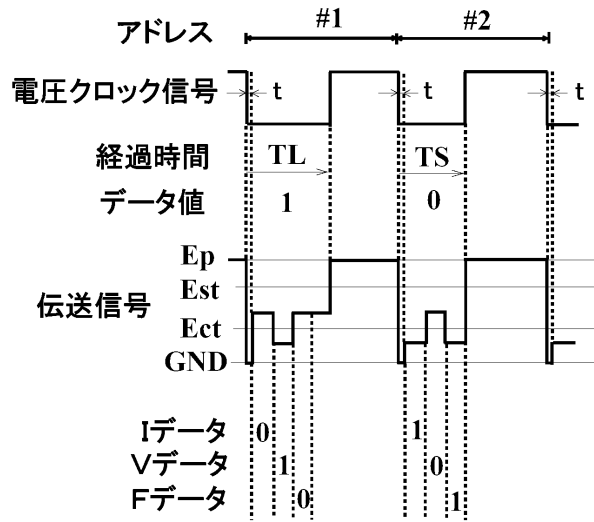 アドレス #1 #2
電圧クロック信号 t t t
経過時間 TL TS
データ値 1 0
Ep
Est
伝送信号
Ect
GND
Iデータ 0 1
Vデータ 1 0
Fデータ 0 1